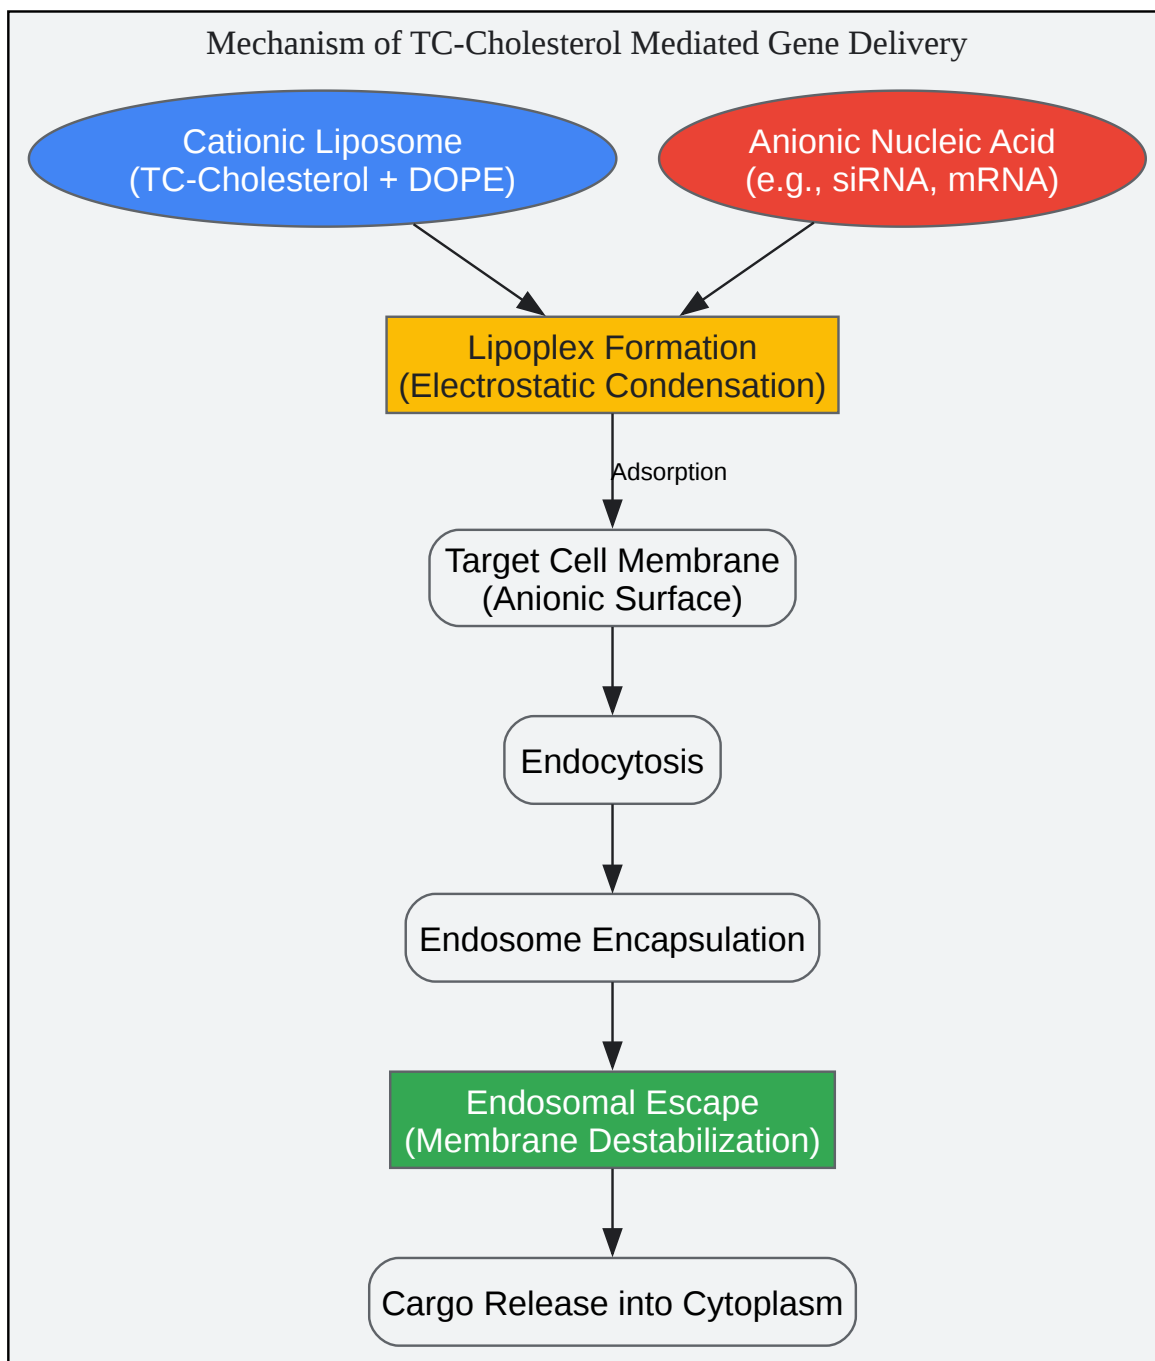 Mechanism of TC-Cholesterol Mediated Gene Delivery
Cationic Liposome
(TC-Cholesterol + DOPE)
Anionic Nucleic Acid
(e.g., siRNA, mRNA)
Lipoplex Formation
(Electrostatic Condensation)
Adsorption
Target Cell Membrane
(Anionic Surface)
Endocytosis
Endosome Encapsulation
Endosomal Escape
(Membrane Destabilization)
Cargo Release into Cytoplasm